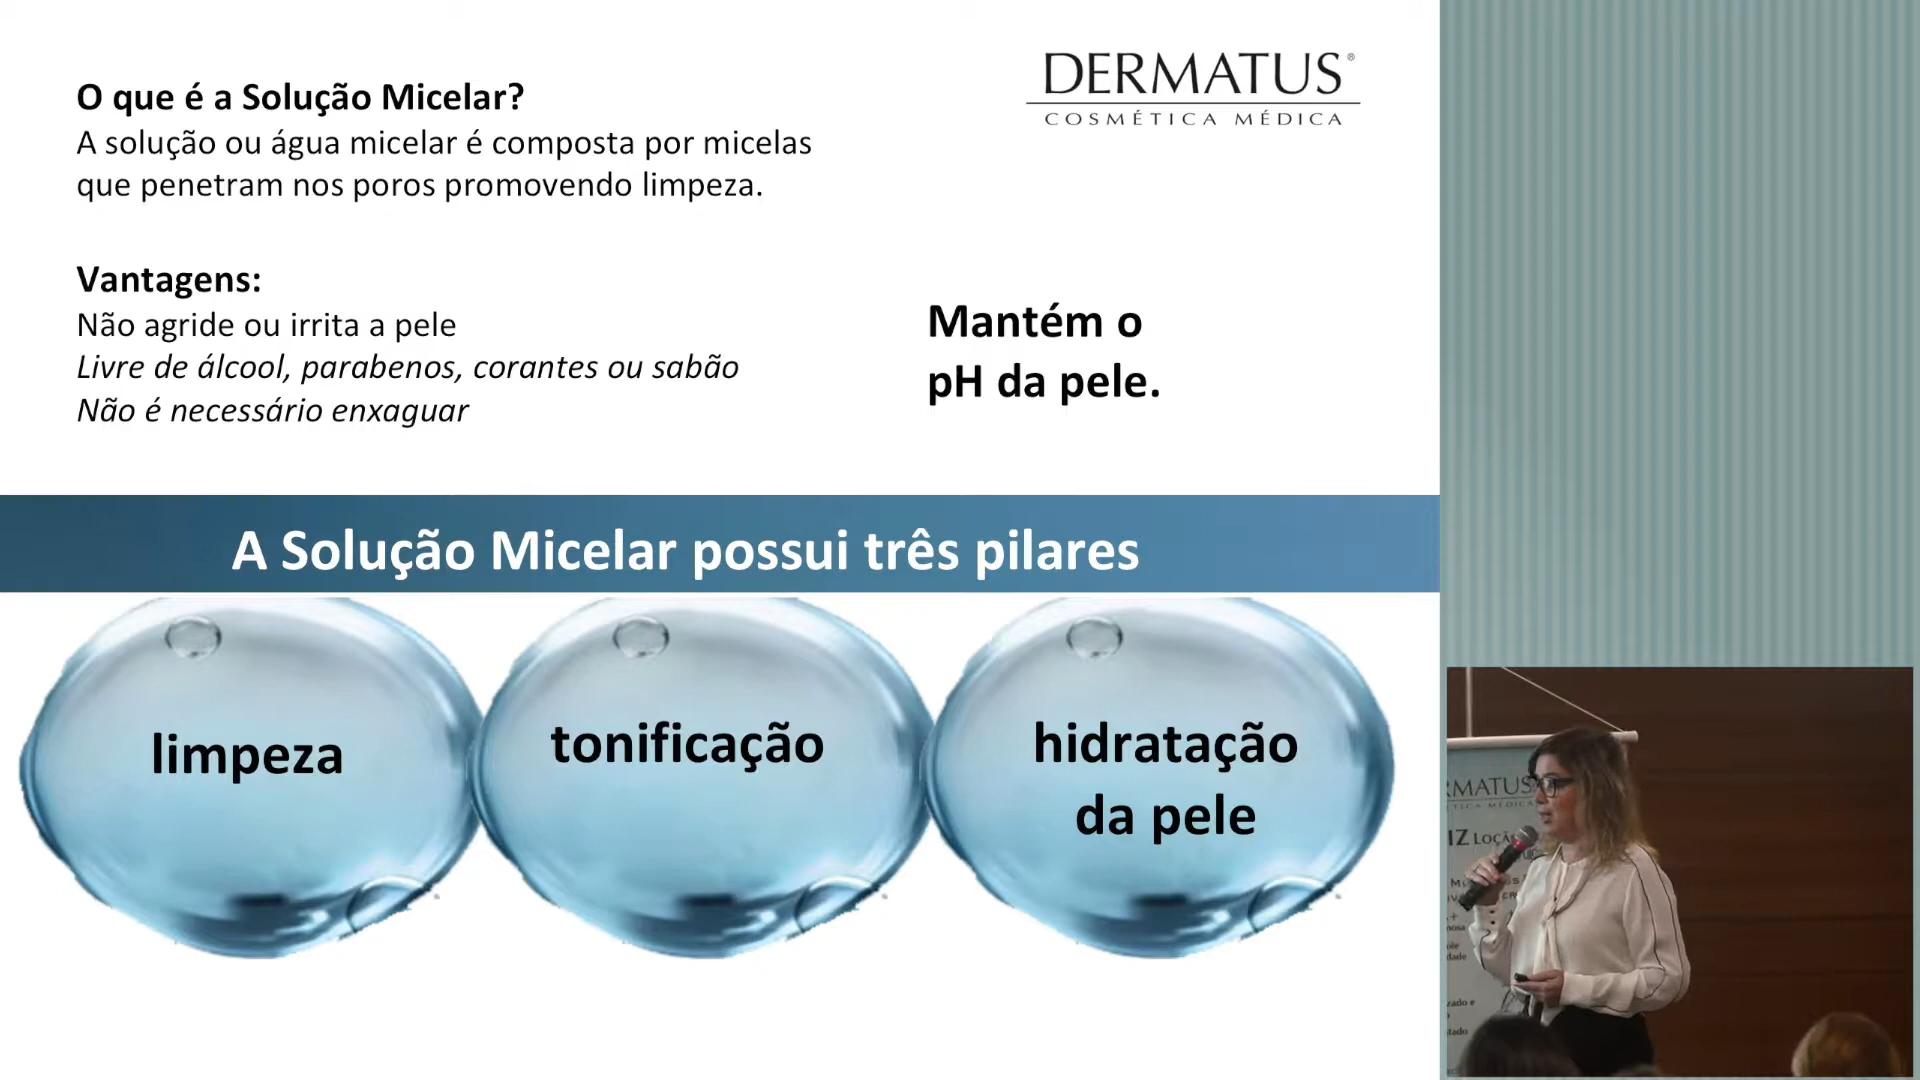 DERMATUS®
COSMÉTICA MÉDICA
O que é a Solução Micelar?
A solução ou água micelar é composta por micelas
que penetram nos poros promovendo limpeza.
Vantagens:
Não agride ou irrita a pele
Livre de álcool, parabenos, corantes ou sabão
Não é necessário enxaguar
Mantém o
pH da pele.
A Solução Micelar possui três pilares
limpeza
tonificação
hidratação
da pele
RMATUS